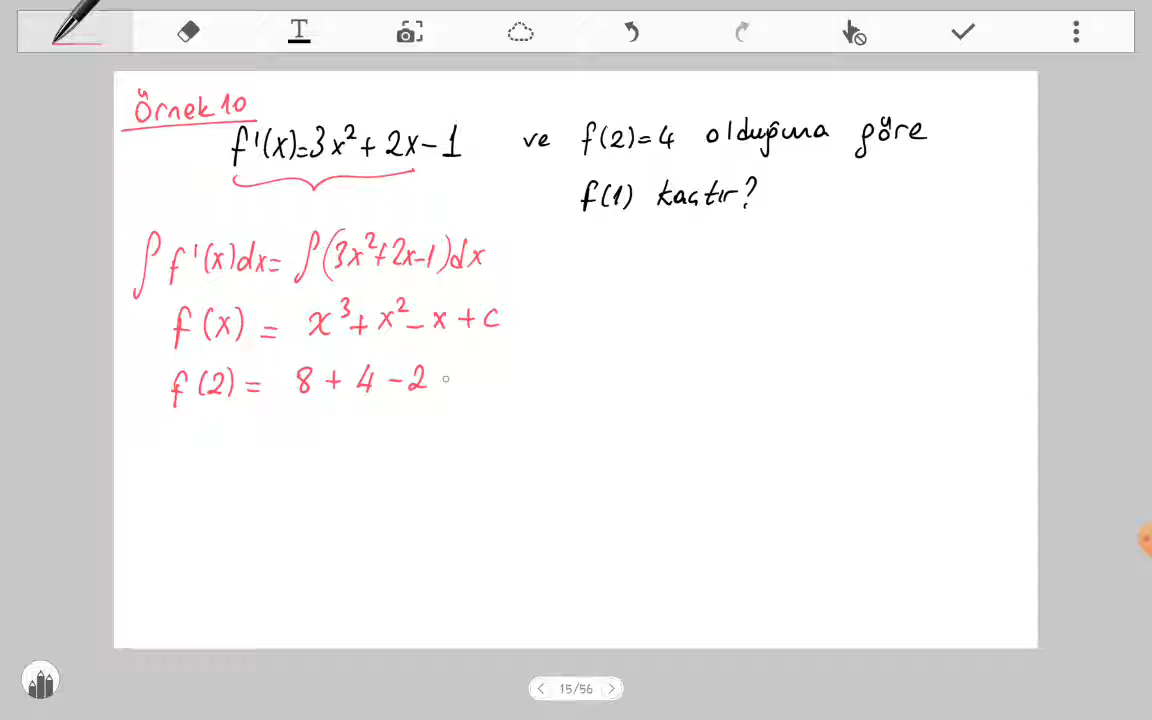 T
Örnek 10
f'(x)=3x²+2x-1 ve f(2)=4 olduğuna göre
f(1) kaçtır?
∫f'(x)dx=∫(3x²+2x-1)dx
f(x) = x³+x²-x+c
f(2) = 8+4-2
15/56